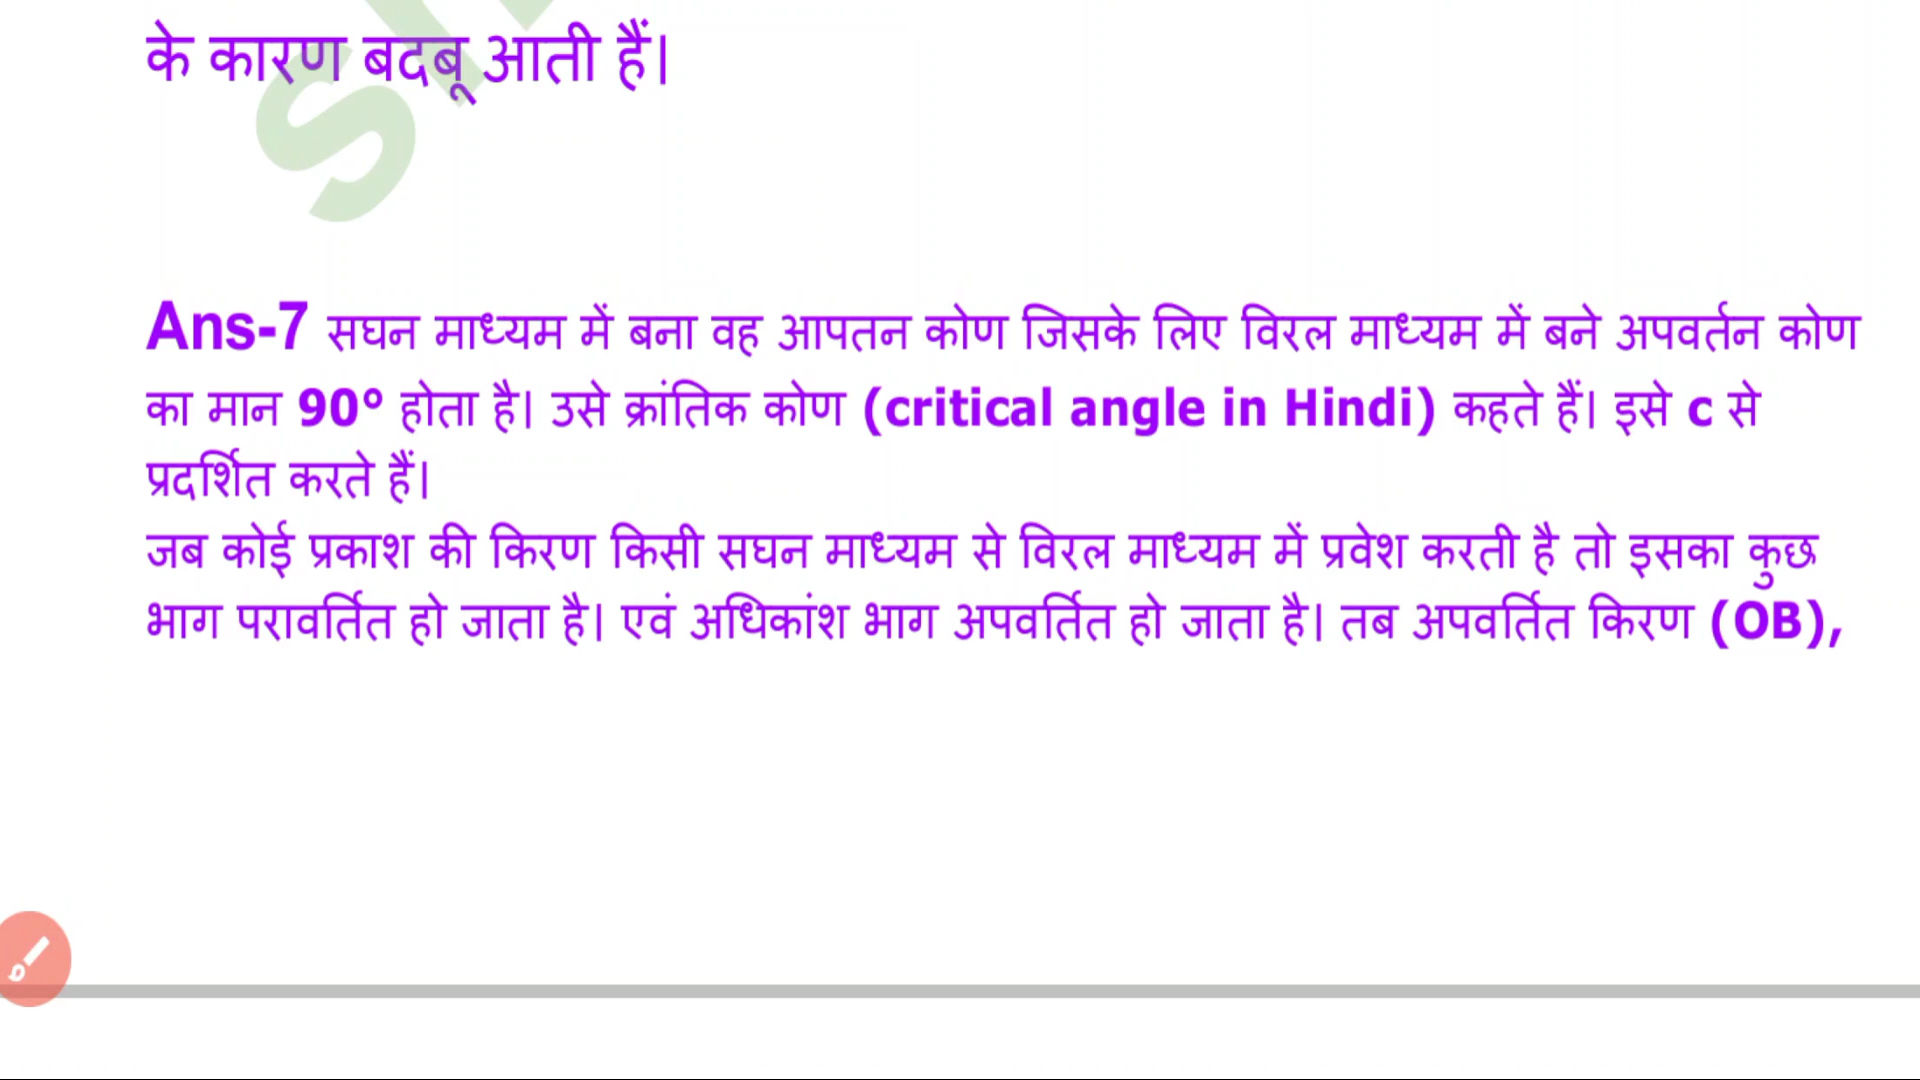 के कारण बदबू आती हैं।
Ans-7 सघन माध्यम में बना वह आपतन कोण जिसके लिए विरल माध्यम में बने अपवर्तन कोण
का मान 90° होता है। उसे क्रांतिक कोण (critical angle in Hindi) कहते हैं। इसे c से
प्रदर्शित करते हैं।
जब कोई प्रकाश की किरण किसी सघन माध्यम से विरल माध्यम में प्रवेश करती है तो इसका कुछ
भाग परावर्तित हो जाता है। एवं अधिकांश भाग अपवर्तित हो जाता है। तब अपवर्तित किरण (OB),